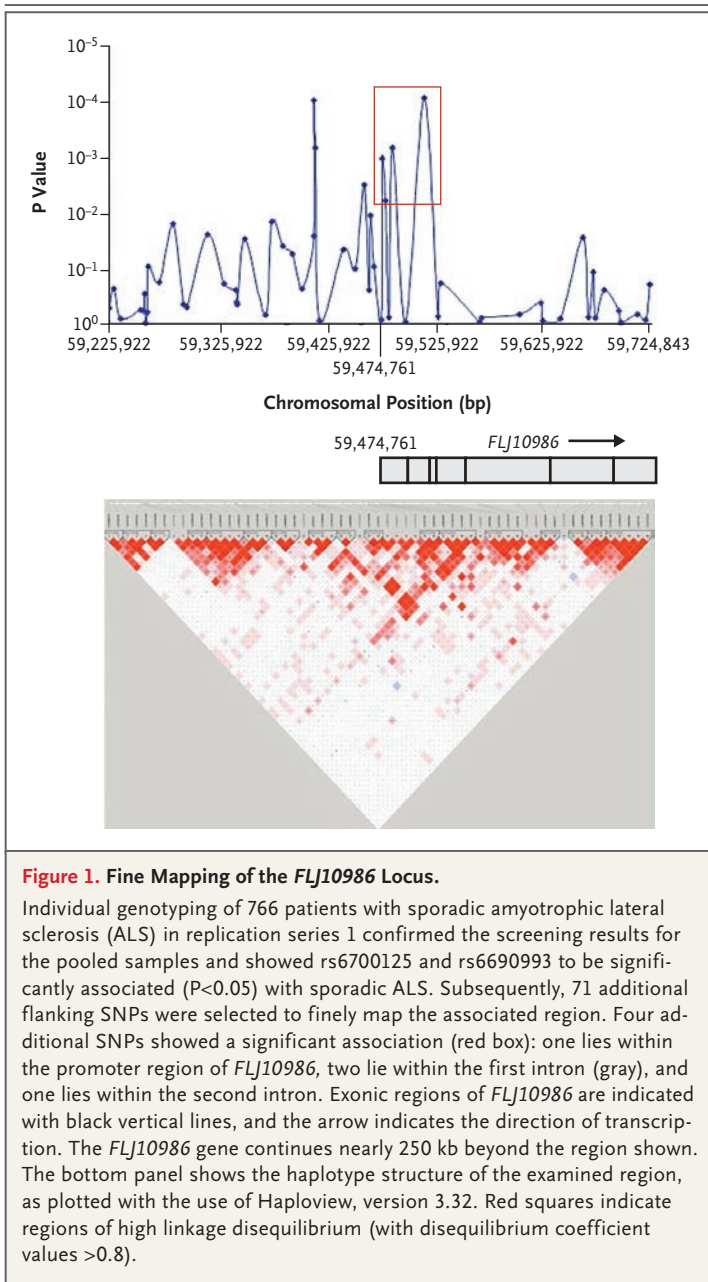 10⁻⁵
10⁻⁴
10⁻³
10⁻²
10⁻¹
10⁰
P Value
59,225,922 59,325,922 59,425,922 59,525,922 59,625,922 59,724,843
59,474,761
Chromosomal Position (bp)
59,474,761 FLJ10986
Figure 1. Fine Mapping of the FLJ10986 Locus.
Individual genotyping of 766 patients with sporadic amyotrophic lateral
sclerosis (ALS) in replication series 1 confirmed the screening results for
the pooled samples and showed rs6700125 and rs6690993 to be signifi-
cantly associated (P<0.05) with sporadic ALS. Subsequently, 71 additional
flanking SNPs were selected to finely map the associated region. Four ad-
ditional SNPs showed a significant association (red box): one lies within
the promoter region of FLJ10986, two lie within the first intron (gray), and
one lies within the second intron. Exonic regions of FLJ10986 are indicated
with black vertical lines, and the arrow indicates the direction of transcrip-
tion. The FLJ10986 gene continues nearly 250 kb beyond the region shown.
The bottom panel shows the haplotype structure of the examined region,
as plotted with the use of Haploview, version 3.32. Red squares indicate
regions of high linkage disequilibrium (with disequilibrium coefficient
values >0.8).